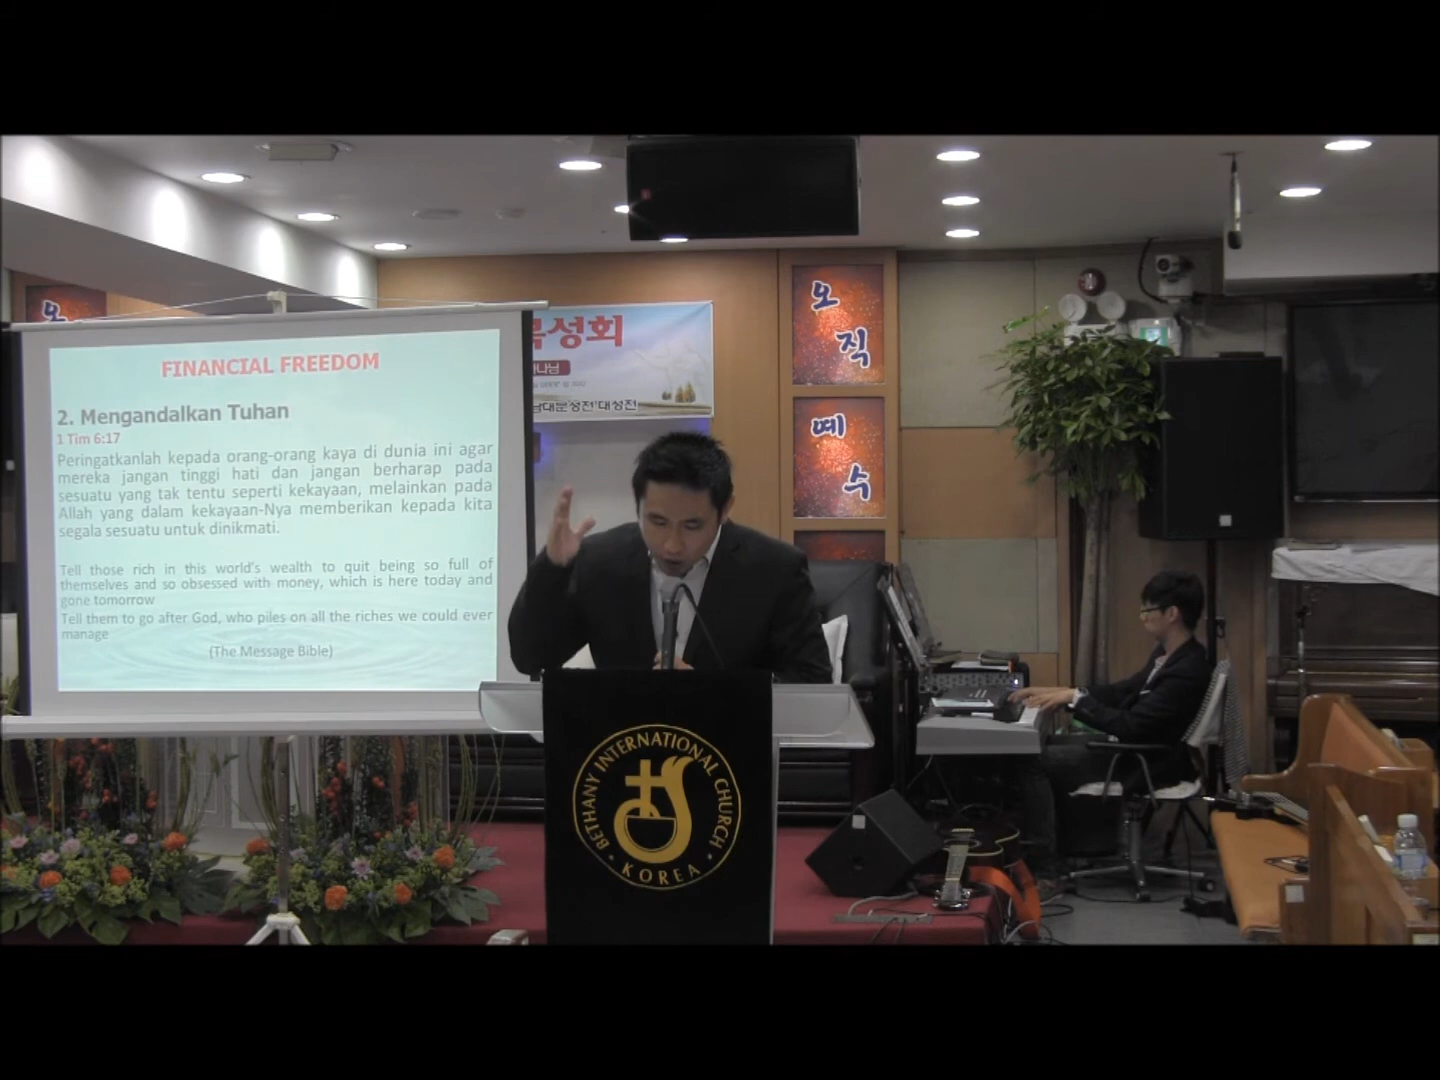 FINANCIAL FREEDOM
2. Mengandalkan Tuhan
1 Tim 6:17
Peringatkanlah kepada orang-orang kaya di dunia ini agar
mereka jangan tinggi hati dan jangan berharap pada
sesuatu yang tak tentu seperti kekayaan, melainkan pada
Allah yang dalam kekayaan-Nya memberikan kepada kita
segala sesuatu untuk dinikmati.
Tell those rich in this world's wealth to quit being so full of
themselves and so obsessed with money, which is here today and
gone tomorrow
Tell them to go after God, who piles on all the riches we could ever
manage
(The Message Bible)
오
성회
대성전
오
직
예
수
BETHANY INTERNATIONAL CHURCH
• KOREA •